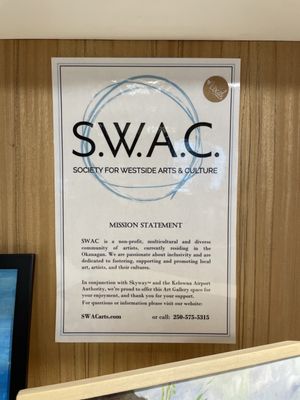 Local
S.W.A.C.
SOCIETY FOR WESTSIDE ARTS & CULTURE
MISSION STATEMENT
SWAC is a non-profit, multicultural and diverse
community of artists, currently residing in the
Okanagan. We are passionate about inclusivity and are
dedicated to fostering, supporting and promoting local
art, artists, and their cultures.
In conjunction with Skyway™ and the Kelowna Airport
Authority, we're proud to offer this Art Gallery space for
your enjoyment, and thank you for your support.
For questions or information please visit our website:
SWACarts.com or call: 250-575-5315